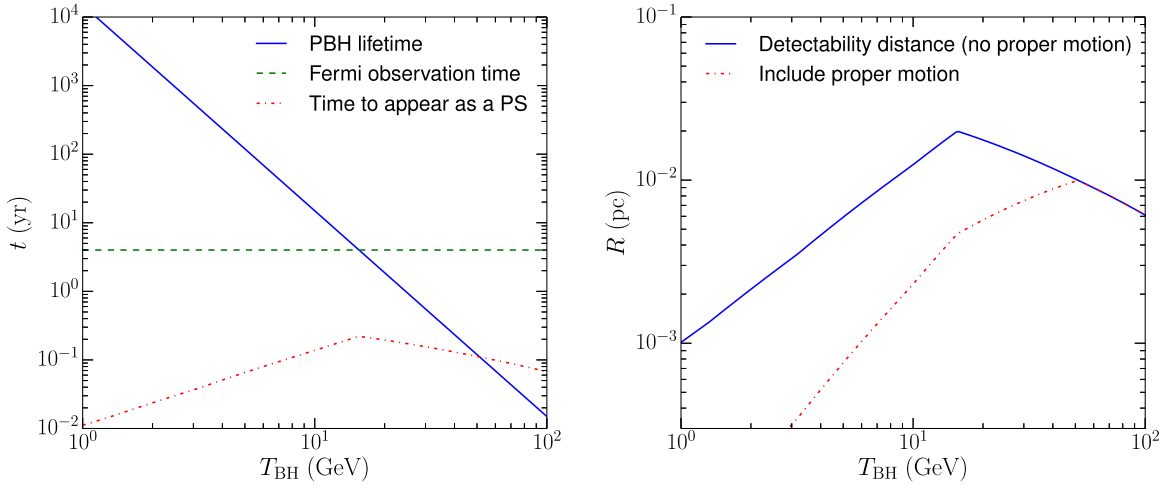 PBH lifetime
Fermi observation time
Time to appear as a PS
10^4
10^3
10^2
10^1
10^0
10^{-1}
10^{-2}
t (yr)
10^0
10^1
10^2
T_BH (GeV)
Detectability distance (no proper motion)
Include proper motion
10^{-1}
10^{-2}
10^{-3}
R (pc)
10^0
10^1
10^2
T_BH (GeV)